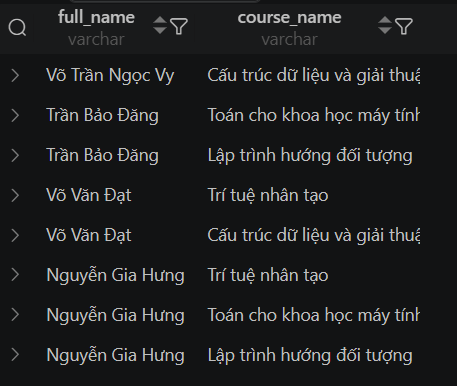 full_name course_name
varchar varchar
Võ Trần Ngọc Vy Cấu trúc dữ liệu và giải thuậ
Trần Bảo Đăng Toán cho khoa học máy tính
Trần Bảo Đăng Lập trình hướng đối tượng
Võ Văn Đạt Trí tuệ nhân tạo
Võ Văn Đạt Cấu trúc dữ liệu và giải thuậ
Nguyễn Gia Hưng Trí tuệ nhân tạo
Nguyễn Gia Hưng Toán cho khoa học máy tính
Nguyễn Gia Hưng Lập trình hướng đối tượng